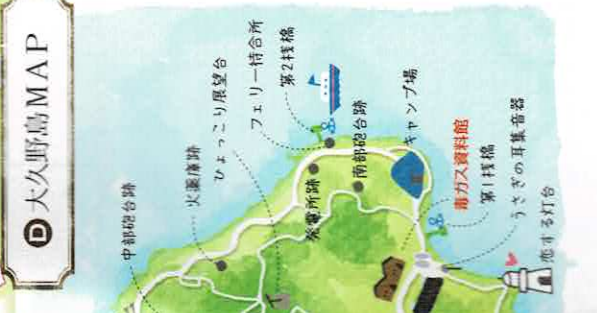 D 大久野島MAP
中部砲台跡
火薬庫跡
ひょっこり展望台
フェリー待合所
第2桟橋
発電所跡
南部砲台跡
キャンプ場
毒ガス資料館
第1桟橋
うさぎの耳集音器
恋する灯台